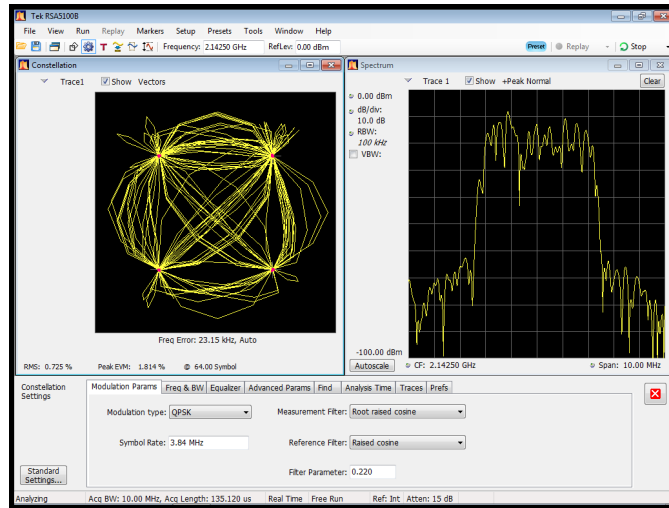 Tek RSA5100B
File View Run Replay Markers Setup Presets Tools Window Help
T Frequency: 2.14250 GHz RefLev: 0.00 dBm Preset Replay Stop
Constellation
Trace1 Show Vectors
Freq Error: 23.15 kHz, Auto
RMS: 0.725 % Peak EVM: 1.814 % @ 64.00 Symbol
Spectrum
Trace 1 Show +Peak Normal Clear
0.00 dBm
dB/div:
10.0 dB
RBW:
100 kHz
VBW:
-100.00 dBm
Autoscale CF: 2.14250 GHz Span: 10.00 MHz
Constellation
Settings
Modulation Params Freq & BW Equalizer Advanced Params Find Analysis Time Traces Prefs
Modulation type: QPSK Measurement Filter: Root raised cosine
Symbol Rate: 3.84 MHz Reference Filter: Raised cosine
Filter Parameter: 0.220
Standard
Settings...
Analyzing Acq BW: 10.00 MHz, Acq Length: 135.120 us Real Time Free Run Ref: Int Atten: 15 dB